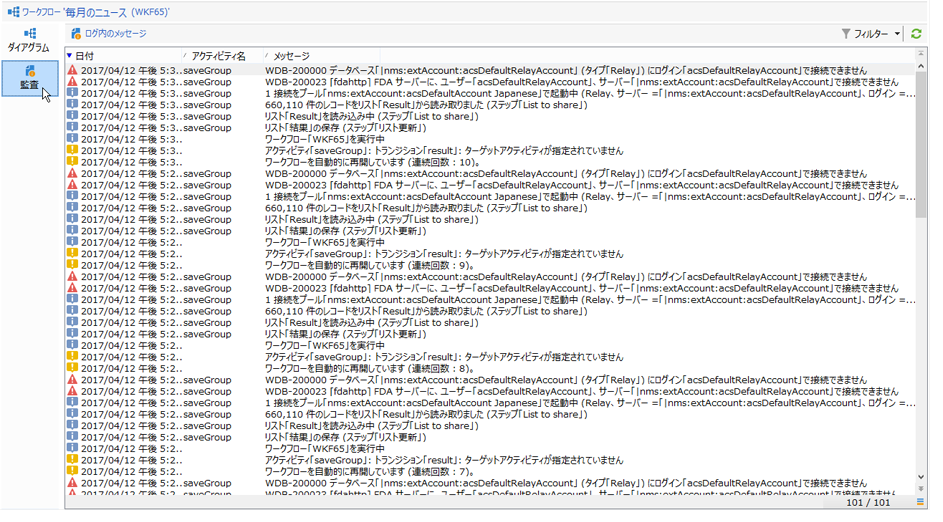 ワークフロー '毎月のニュース (WKF65)'
ダイアグラム
監査
ログ内のメッセージ
フィルター
日付 アクティビティ名 メッセージ
2017/04/12 午後 5:3...saveGroup WDB-200000 データベース「|nms:extAccount:acsDefaultRelayAccount」 (タイプ「Relay」) にログイン「acsDefaultRelayAccount」で接続できません
2017/04/12 午後 5:3...saveGroup WDB-200023 [fdahttp] FDA サーバーに、ユーザー「acsDefaultRelayAccount」、サーバー「|nms:extAccount:acsDefaultRelayAccount」で接続できません
2017/04/12 午後 5:3...saveGroup 1 接続をプール「nms:extAccount:acsDefaultAccount Japanese」で起動中 (Relay、サーバー =「|nms:extAccount:acsDefaultRelayAccount」、ログイン =...
2017/04/12 午後 5:3...saveGroup 660,110 件のレコードをリスト「Result」から読み取りました (ステップ「List to share」)
2017/04/12 午後 5:3...saveGroup リスト「Result」を読み込み中 (ステップ「List to share」)
2017/04/12 午後 5:3...saveGroup リスト「結果」の保存 (ステップ「リスト更新」)
2017/04/12 午後 5:3... ワークフロー「WKF65」を実行中
2017/04/12 午後 5:3... アクティビティ「saveGroup」: トランジション「result」: ターゲットアクティビティが指定されていません
2017/04/12 午後 5:3... ワークフローを自動的に再開しています (連続回数 : 10)。
2017/04/12 午後 5:2...saveGroup WDB-200000 データベース「|nms:extAccount:acsDefaultRelayAccount」 (タイプ「Relay」) にログイン「acsDefaultRelayAccount」で接続できません
2017/04/12 午後 5:2...saveGroup WDB-200023 [fdahttp] FDA サーバーに、ユーザー「acsDefaultRelayAccount」、サーバー「|nms:extAccount:acsDefaultRelayAccount」で接続できません
2017/04/12 午後 5:2...saveGroup 1 接続をプール「nms:extAccount:acsDefaultAccount Japanese」で起動中 (Relay、サーバー =「|nms:extAccount:acsDefaultRelayAccount」、ログイン =...
2017/04/12 午後 5:2...saveGroup 660,110 件のレコードをリスト「Result」から読み取りました (ステップ「List to share」)
2017/04/12 午後 5:2...saveGroup リスト「Result」を読み込み中 (ステップ「List to share」)
2017/04/12 午後 5:2...saveGroup リスト「結果」の保存 (ステップ「リスト更新」)
2017/04/12 午後 5:2... ワークフロー「WKF65」を実行中
2017/04/12 午後 5:2... アクティビティ「saveGroup」: トランジション「result」: ターゲットアクティビティが指定されていません
2017/04/12 午後 5:2... ワークフローを自動的に再開しています (連続回数 : 9)。
2017/04/12 午後 5:2...saveGroup WDB-200000 データベース「|nms:extAccount:acsDefaultRelayAccount」 (タイプ「Relay」) にログイン「acsDefaultRelayAccount」で接続できません
2017/04/12 午後 5:2...saveGroup WDB-200023 [fdahttp] FDA サーバーに、ユーザー「acsDefaultRelayAccount」、サーバー「|nms:extAccount:acsDefaultRelayAccount」で接続できません
2017/04/12 午後 5:2...saveGroup 1 接続をプール「nms:extAccount:acsDefaultAccount Japanese」で起動中 (Relay、サーバー =「|nms:extAccount:acsDefaultRelayAccount」、ログイン =...
2017/04/12 午後 5:2...saveGroup 660,110 件のレコードをリスト「Result」から読み取りました (ステップ「List to share」)
2017/04/12 午後 5:2...saveGroup リスト「Result」を読み込み中 (ステップ「List to share」)
2017/04/12 午後 5:2...saveGroup リスト「結果」の保存 (ステップ「リスト更新」)
2017/04/12 午後 5:2... ワークフロー「WKF65」を実行中
2017/04/12 午後 5:2... アクティビティ「saveGroup」: トランジション「result」: ターゲットアクティビティが指定されていません
2017/04/12 午後 5:2... ワークフローを自動的に再開しています (連続回数 : 8)。
2017/04/12 午後 5:2...saveGroup WDB-200000 データベース「|nms:extAccount:acsDefaultRelayAccount」 (タイプ「Relay」) にログイン「acsDefaultRelayAccount」で接続できません
2017/04/12 午後 5:2...saveGroup WDB-200023 [fdahttp] FDA サーバーに、ユーザー「acsDefaultRelayAccount」、サーバー「|nms:extAccount:acsDefaultRelayAccount」で接続できません
2017/04/12 午後 5:2...saveGroup 1 接続をプール「nms:extAccount:acsDefaultAccount Japanese」で起動中 (Relay、サーバー =「|nms:extAccount:acsDefaultRelayAccount」、ログイン =...
2017/04/12 午後 5:2...saveGroup 660,110 件のレコードをリスト「Result」から読み取りました (ステップ「List to share」)
2017/04/12 午後 5:2...saveGroup リスト「Result」を読み込み中 (ステップ「List to share」)
2017/04/12 午後 5:2...saveGroup リスト「結果」の保存 (ステップ「リスト更新」)
2017/04/12 午後 5:2... ワークフロー「WKF65」を実行中
2017/04/12 午後 5:2... アクティビティ「saveGroup」: トランジション「result」: ターゲットアクティビティが指定されていません
2017/04/12 午後 5:2... ワークフローを自動的に再開しています (連続回数 : 7)。
2017/04/12 午後 5:2...saveGroup WDB-200000 データベース「|nms:extAccount:acsDefaultRelayAccount」 (タイプ「Relay」) にログイン「acsDefaultRelayAccount」で接続できません
2017/04/12 午後 5:2...saveGroup WDB-200023 [fdahttp] FDA サーバーに、ユーザー「acsDefaultRelayAccount」、サーバー「|nms:extAccount:acsDefaultRelayAccount」で接続できません
101 / 101